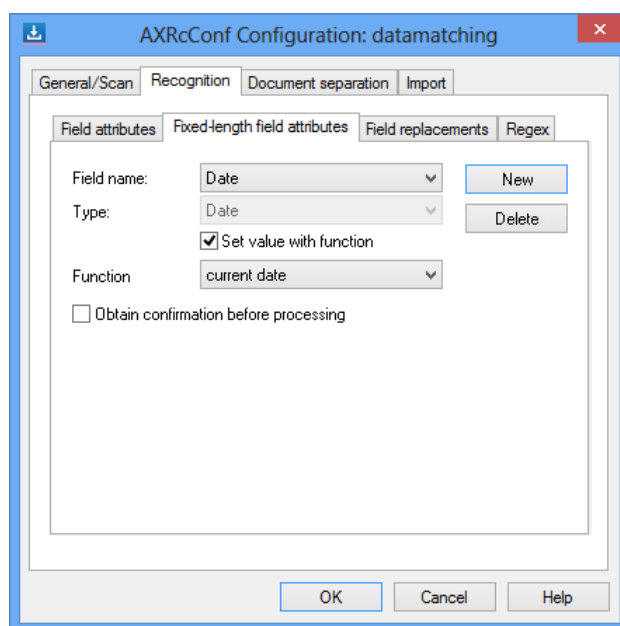 AXRcConf Configuration: datamatching
General/Scan Recognition Document separation Import
Field attributes Fixed-length field attributes Field replacements Regex
Field name: Date New
Type: Date Delete
Set value with function
Function current date
Obtain confirmation before processing
OK Cancel Help